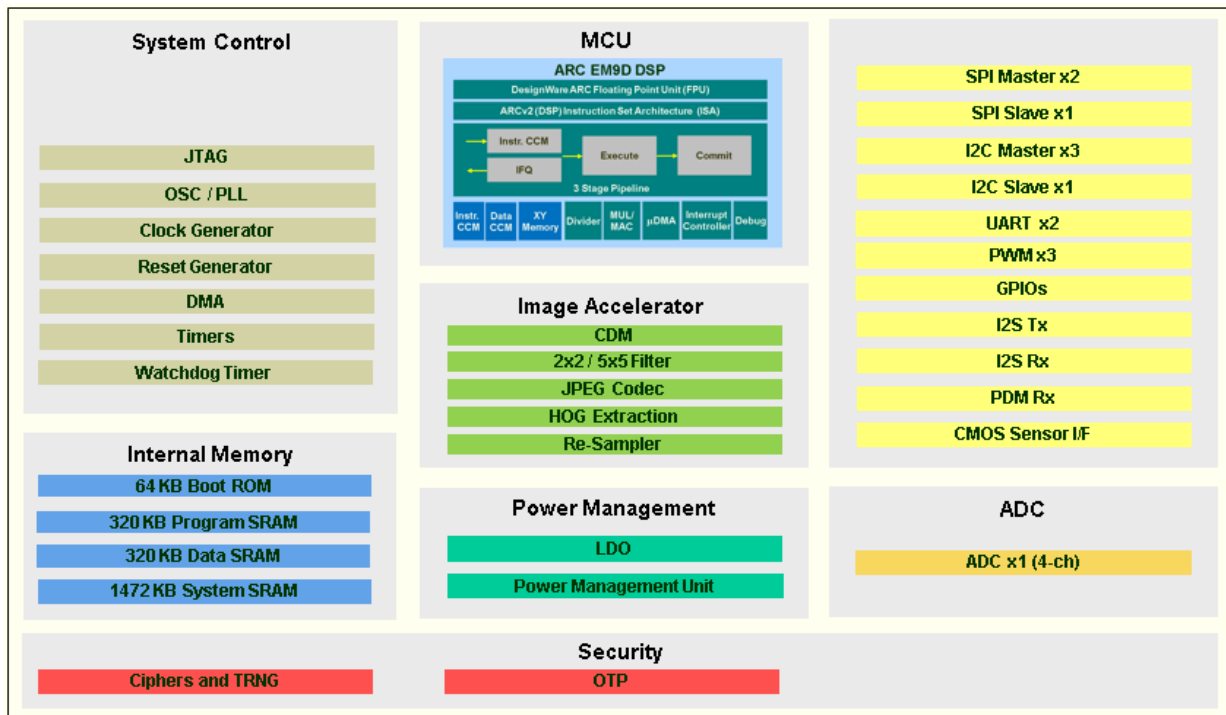 System Control
JTAG
OSC / PLL
Clock Generator
Reset Generator
DMA
Timers
Watchdog Timer
Internal Memory
64 KB Boot ROM
320 KB Program SRAM
320 KB Data SRAM
1472 KB System SRAM
MCU
ARC EM9D DSP
DesignWare ARC Floating Point Unit (FPU)
ARCv2 (DSP) Instruction Set Architecture (ISA)
Instr. CCM
IFQ
Execute
Commit
3 Stage Pipeline
Instr. CCM
Data CCM
XY Memory
Divider
MUL/ MAC
µDMA
Interrupt Controller
Debug
Image Accelerator
CDM
2x2 / 5x5 Filter
JPEG Codec
HOG Extraction
Re-Sampler
Power Management
LDO
Power Management Unit
SPI Master x2
SPI Slave x1
I2C Master x3
I2C Slave x1
UART x2
PWM x3
GPIOs
I2S Tx
I2S Rx
PDM Rx
CMOS Sensor I/F
ADC
ADC x1 (4-ch)
Security
Ciphers and TRNG
OTP